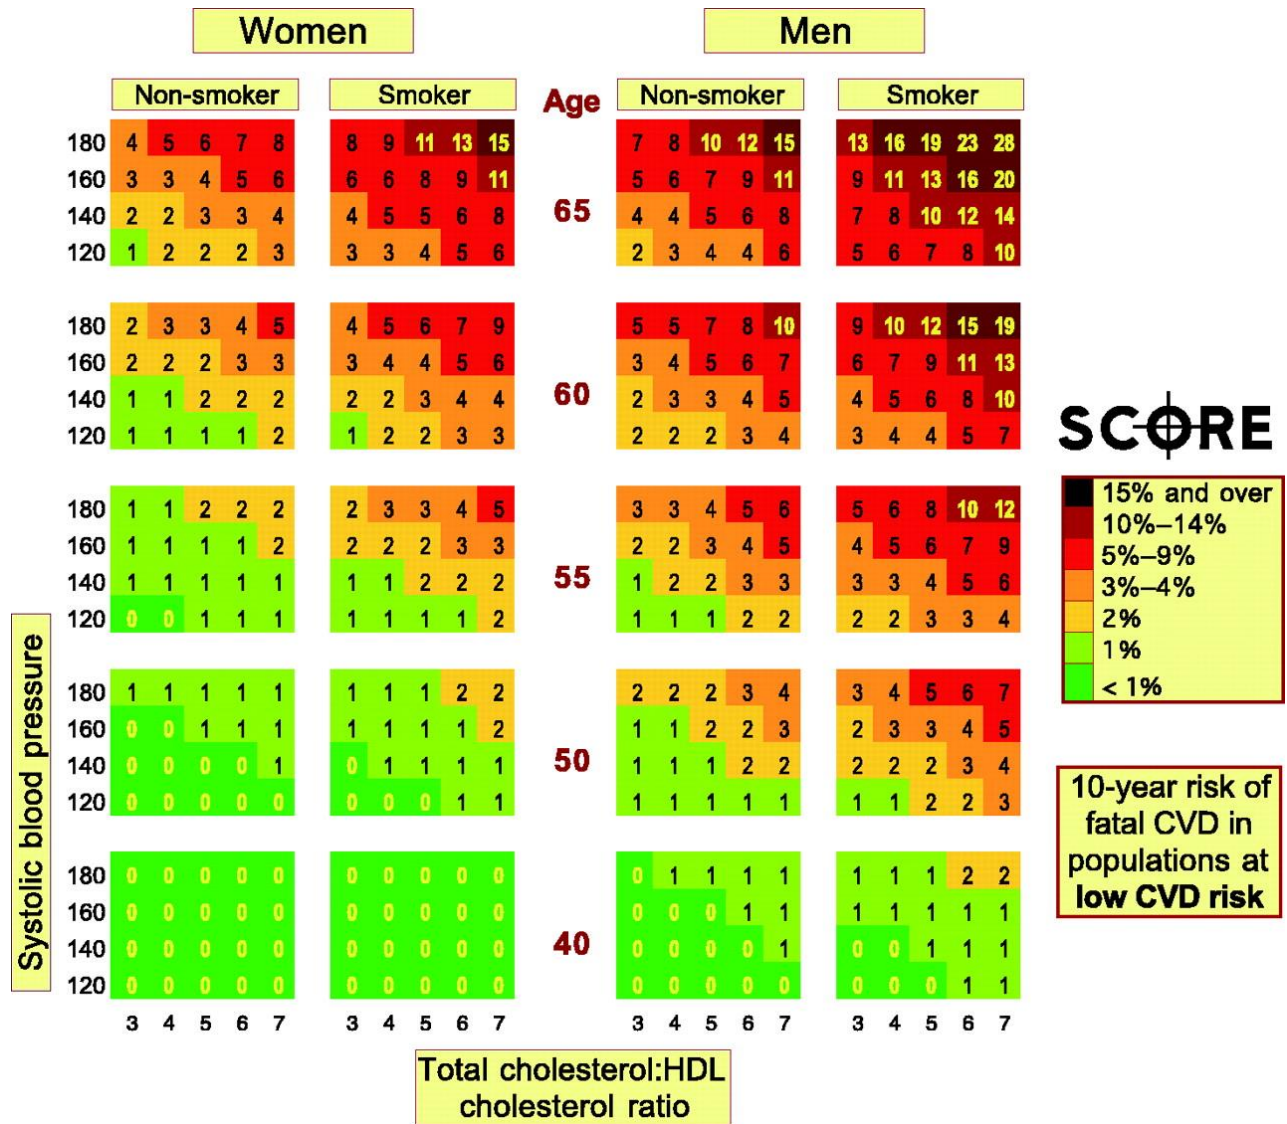 Women Men
Non-smoker Smoker Age Non-smoker Smoker
180 4 5 6 7 8 8 9 11 13 15 7 8 10 12 15 13 16 19 23 28
160 3 3 4 5 6 6 6 8 9 11 5 6 7 9 11 9 11 13 16 20
65
140 2 2 3 3 4 4 5 5 6 8 4 4 5 6 8 7 8 10 12 14
120 1 2 2 2 3 3 3 4 5 6 2 3 4 4 6 5 6 7 8 10
180 2 3 3 4 5 4 5 6 7 9 5 5 7 8 10 9 10 12 15 19
160 2 2 2 3 3 3 4 4 5 6 3 4 5 6 7 6 7 9 11 13
60
140 1 1 2 2 2 2 2 3 4 4 2 3 3 4 5 4 5 6 8 10
120 1 1 1 1 2 1 2 2 3 3 2 2 2 3 4 3 4 4 5 7
180 1 1 2 2 2 2 3 3 4 5 3 3 4 5 6 5 6 8 10 12
160 1 1 1 1 2 2 2 2 3 3 2 2 3 4 5 4 5 6 7 9
55
140 1 1 1 1 1 1 1 2 2 2 1 2 2 3 3 3 3 4 5 6
120 0 0 1 1 1 1 1 1 1 2 1 1 1 2 2 2 2 3 3 4
180 1 1 1 1 1 1 1 1 2 2 2 2 2 3 4 3 4 5 6 7
160 0 0 1 1 1 1 1 1 1 2 1 1 2 2 3 2 3 3 4 5
50
140 0 0 0 0 1 0 1 1 1 1 1 1 1 2 2 2 2 2 3 4
120 0 0 0 0 0 0 0 0 1 1 1 1 1 1 1 1 1 2 2 3
180 0 0 0 0 0 0 0 0 0 0 0 1 1 1 1 1 1 1 2 2
160 0 0 0 0 0 0 0 0 0 0 0 0 0 1 1 1 1 1 1 1
40
140 0 0 0 0 0 0 0 0 0 0 0 0 0 0 1 0 0 1 1 1
120 0 0 0 0 0 0 0 0 0 0 0 0 0 0 0 0 0 0 1 1
3 4 5 6 7 3 4 5 6 7 3 4 5 6 7 3 4 5 6 7
Systolic blood pressure
Total cholesterol:HDL
cholesterol ratio
SCORE
15% and over
10%–14%
5%–9%
3%–4%
2%
1%
< 1%
10-year risk of
fatal CVD in
populations at
low CVD risk